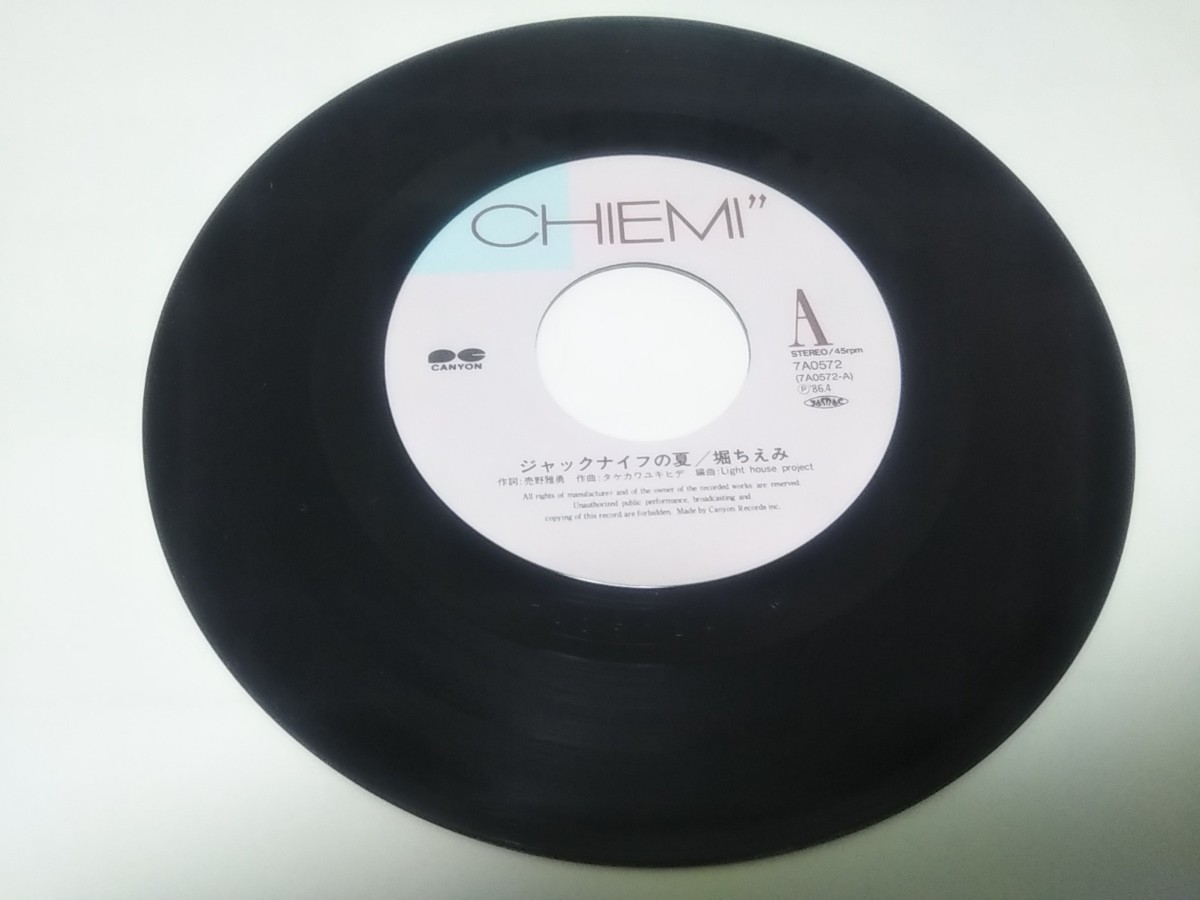 CHIEMI”
A
STEREO/45rpm
7A0572
(7A0572-A)
Ⓟ'86.4
JASRAC
CANYON
ジャックナイフの夏/堀ちえみ
作詞:売野雅勇 作曲:タケカワユキヒデ 編曲:Light house project
All rights of manufacturer and of the owner of the recorded works are reserved.
Unauthorized public performance, broadcasting and
copying of this record are forbidden. Made by Canyon Records inc.